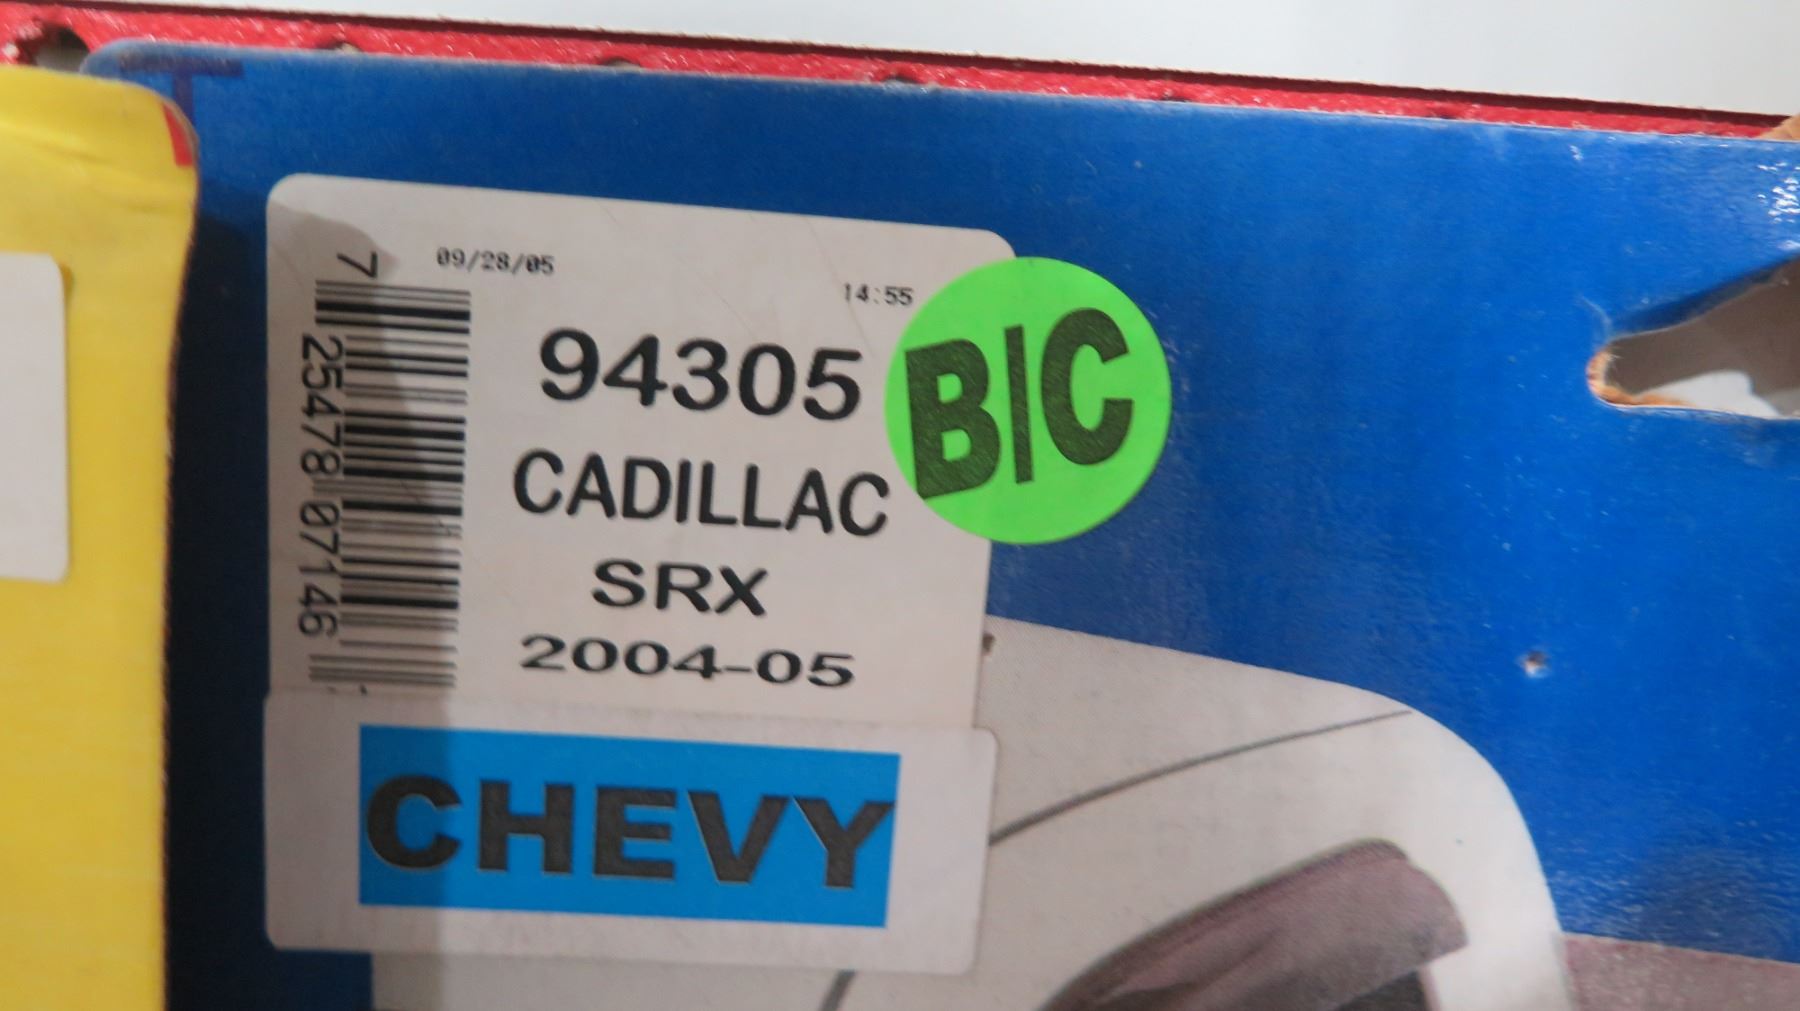 09/28/05
14:55
94305
B/C
CADILLAC
SRX
2004-05
7 25478 07146
CHEVY